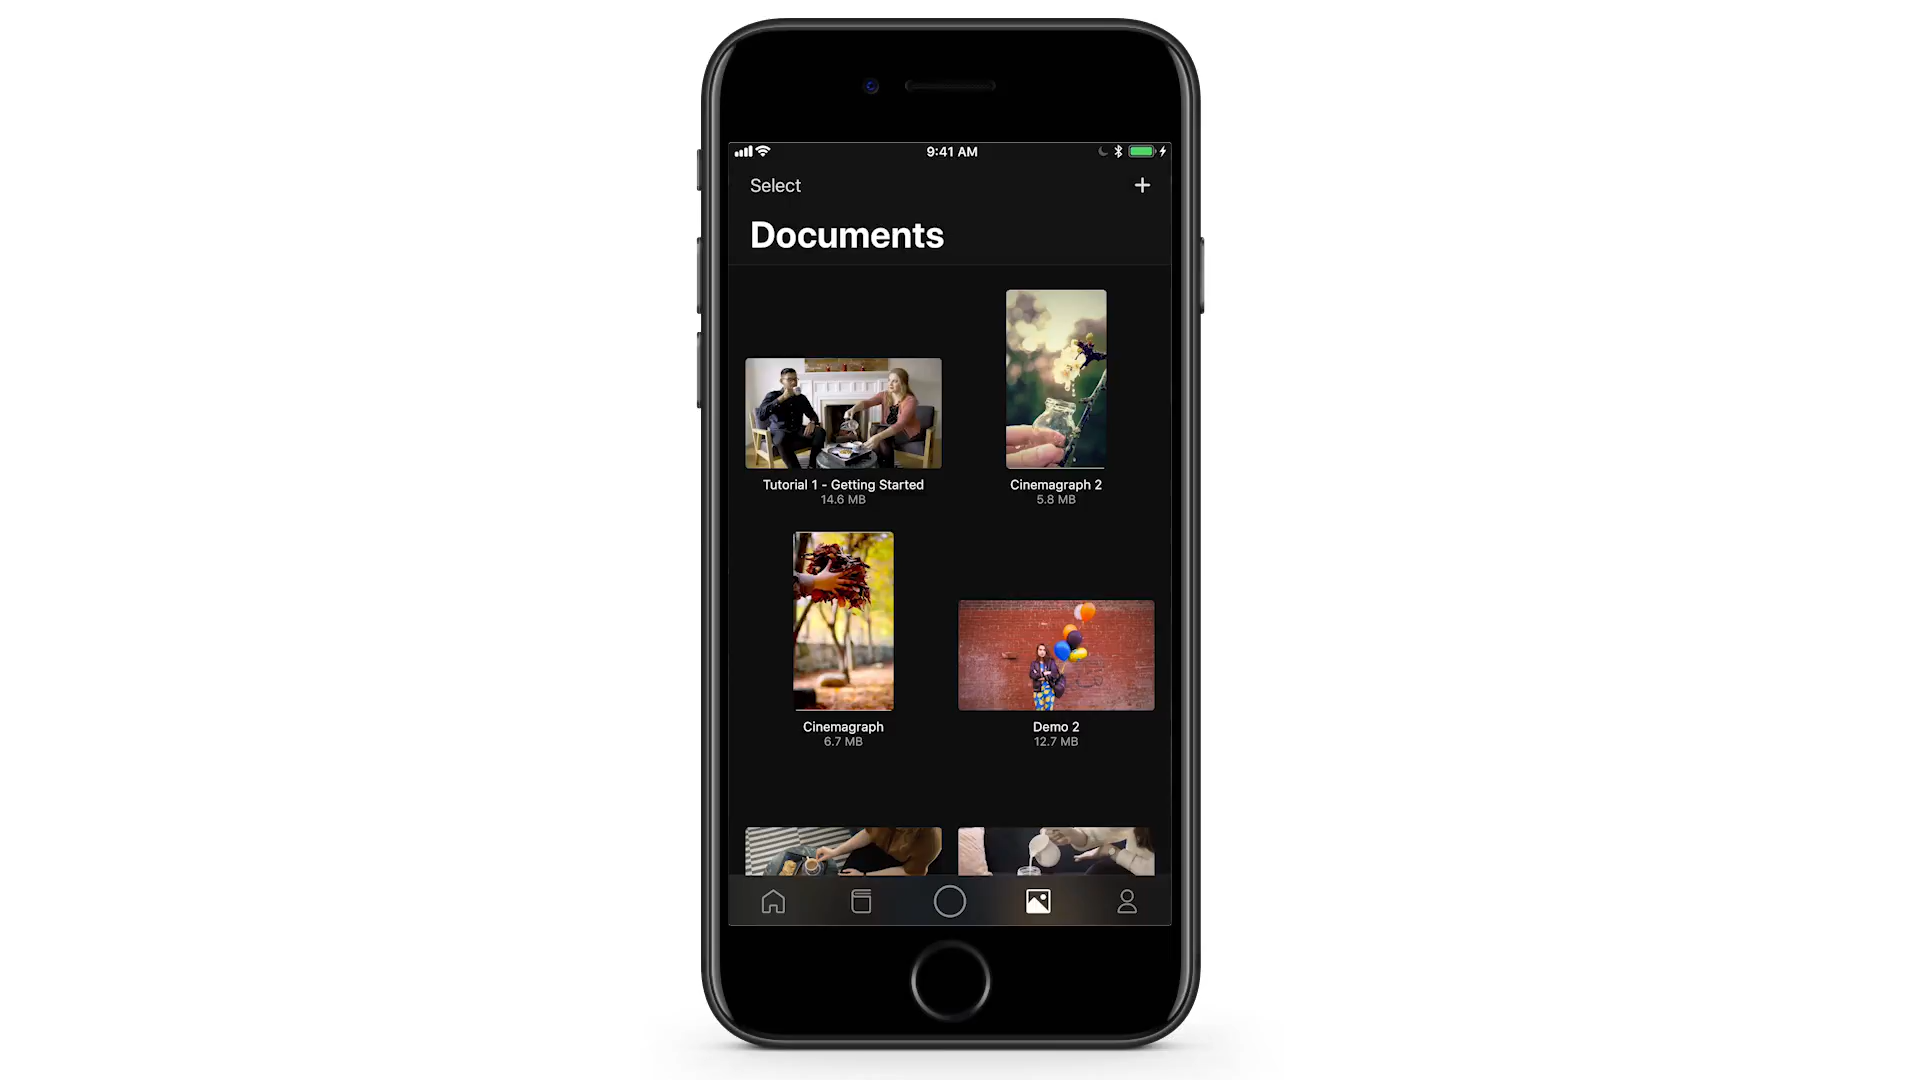 9:41 AM
Select
Documents
Tutorial 1 - Getting Started
14.6 MB
Cinemagraph 2
5.8 MB
Cinemagraph
6.7 MB
Demo 2
12.7 MB